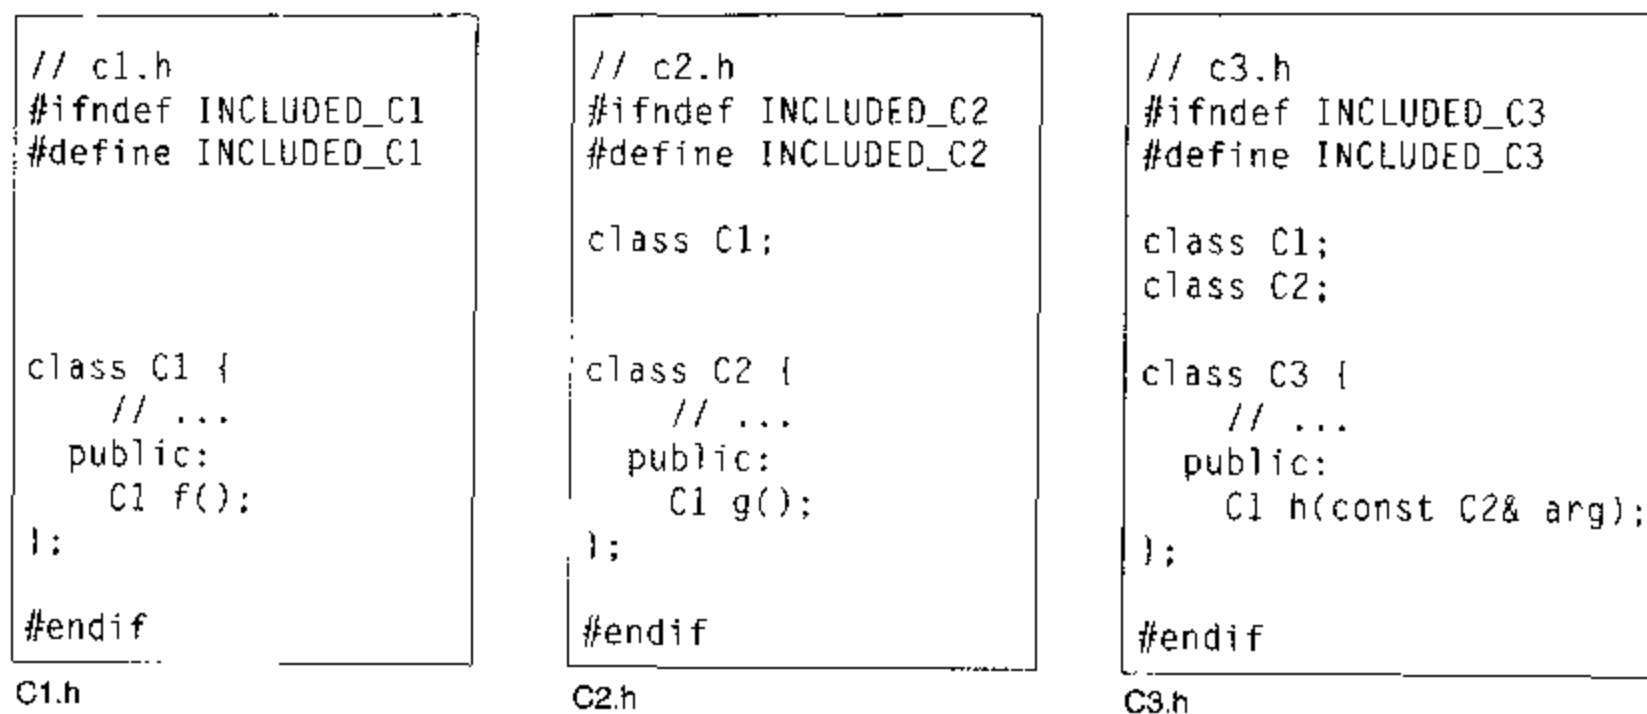 // c1.h
#ifndef INCLUDED_C1
#define INCLUDED_C1
class C1 {
// ...
public:
C1 f();
};
#endif
C1.h
// c2.h
#ifndef INCLUDED_C2
#define INCLUDED_C2
class C1;
class C2 {
// ...
public:
C1 g();
};
#endif
C2.h
// c3.h
#ifndef INCLUDED_C3
#define INCLUDED_C3
class C1;
class C2;
class C3 {
// ...
public:
C1 h(const C2& arg);
};
#endif
C3.h